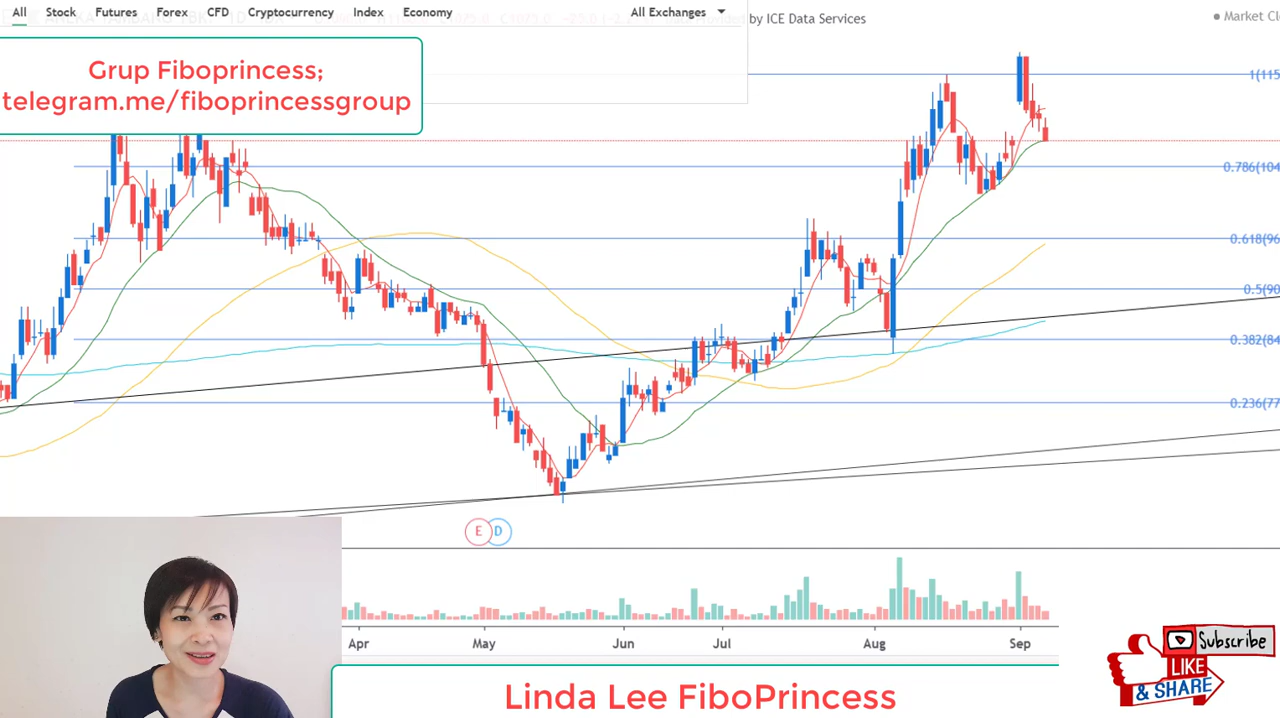 All Stock Futures Forex CFD Cryptocurrency Index Economy All Exchanges
by ICE Data Services
Market Cl
Grup Fiboprincess;
telegram.me/fiboprincessgroup
1(115
0.786(104
0.618(96
0.5(90
0.382(84
0.236(77
E D
Apr May Jun Jul Aug Sep
Subscribe
LIKE
& SHARE
Linda Lee FiboPrincess